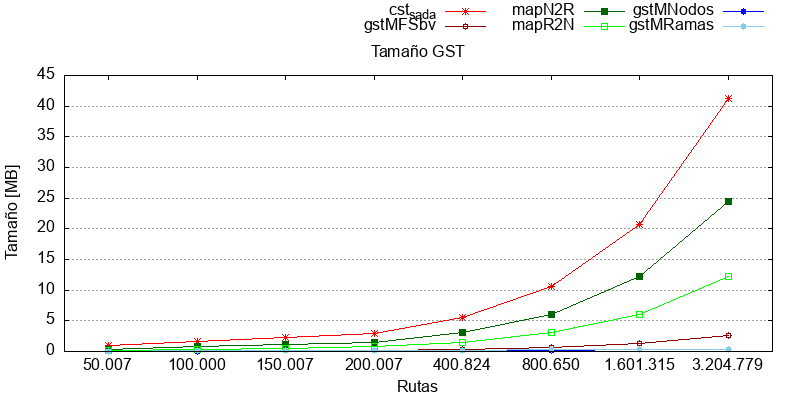 cst_sada mapN2R gstMNodos
gstMFSbv mapR2N gstMRamas
Tamaño GST
45
40
35
30
25
20
15
10
5
0
Tamaño [MB]
50.007 100.000 150.007 200.007 400.824 800.650 1.601.315 3.204.779
Rutas